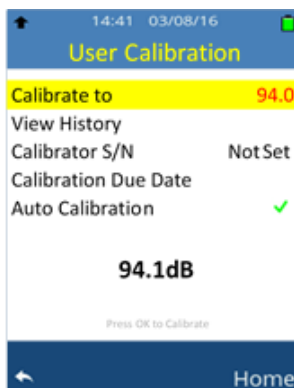 14:41 03/08/16
User Calibration
Calibrate to 94.0
View History
Calibrator S/N Not Set
Calibration Due Date
Auto Calibration
94.1dB
Press OK to Calibrate
Home